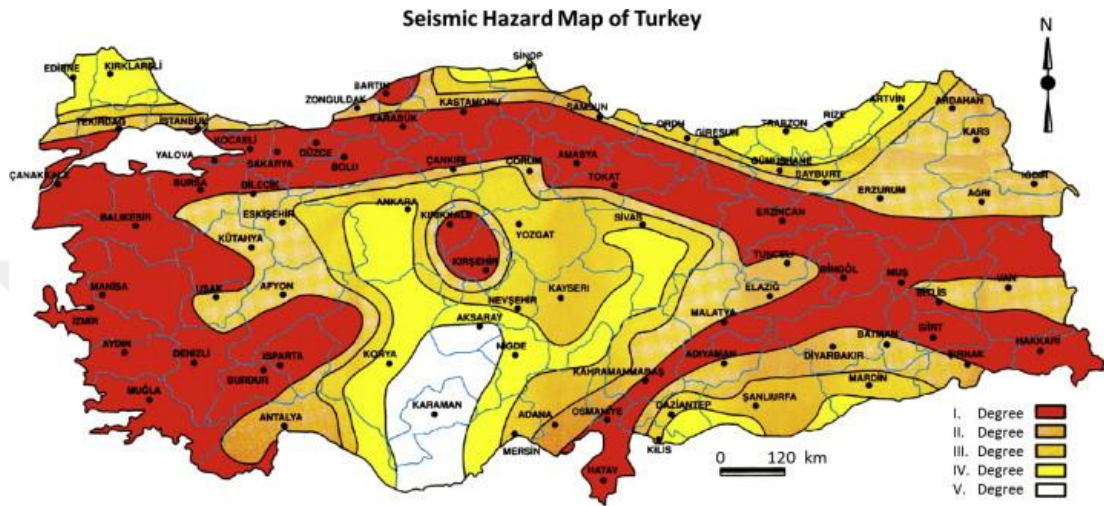 Seismic Hazard Map of Turkey
N
SİNOP
EDİRNE
KIRKLARELİ
BARTIN
ZONGULDAK
KASTAMONU
SAMSUN
ARTVİN
ARDAHAN
TEKİRDAĞ
İSTANBUL
KARABÜK
ORDU
GİRESUN
TRABZON
RİZE
KARS
KOCAELİ
YALOVA
SAKARYA
DÜZCE
BOLU
ÇANKIRI
ÇORUM
AMASYA
TOKAT
GÜMÜŞHANE
BAYBURT
ERZURUM
AĞRI
IĞDIR
ÇANAKKALE
BURSA
BİLECİK
ANKARA
KIRIKKALE
YOZGAT
SİVAS
ERZİNCAN
BALIKESİR
ESKİŞEHİR
KÜTAHYA
KIRŞEHİR
TUNCELİ
BİNGÖL
MUŞ
VAN
MANİSA
UŞAK
AFYON
NEVŞEHİR
KAYSERİ
ELAZIĞ
BİTLİS
İZMİR
AKSARAY
MALATYA
AYDIN
DENİZLİ
ISPARTA
BURDUR
KORYA
NİĞDE
KAHRAMANMABAŞ
ADIYAMAN
DİYARBAKIR
BATMAN
SİİRT
ŞIRNAK
HAKKARİ
MUĞLA
ANTALYA
KARAMAN
ADANA
OSMANİYE
GAZİANTEP
ŞANLIURFA
MARDİN
MERSİN
KİLİS
HATAY
0 120 km
I. Degree
II. Degree
III. Degree
IV. Degree
V. Degree